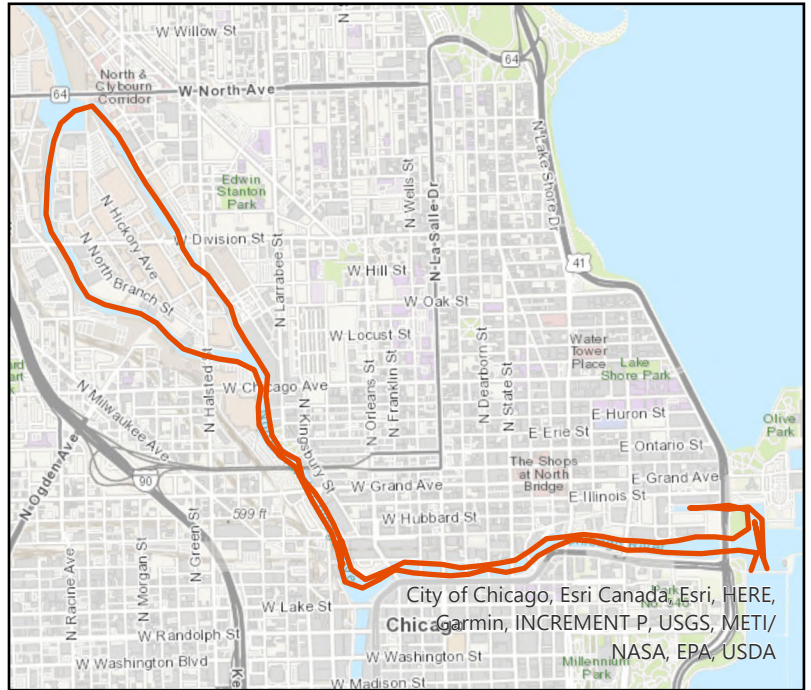 W Willow St
N
64
North &
Clybourn
Corridor
64
W-North-Ave
N Lake Shore Dr
Edwin
Stanton
Park
N Wells St
N-La-Salle-Dr
N Hickory Ave
W Division St
N Larrabee St
41
N North Branch St
W Hill St
W Oak St
W Locust St
Water
Tower
Place
Lake
Shore Park
N Halsted St
W Chicago Ave
N Orleans St
N Franklin St
N Dearborn St
N State St
N Milwaukee Ave
N Kingsbury St
E Huron St
Olive
Park
E Erie St
E Ontario St
N-Ogden-Ave
90
The Shops
at North
Bridge
W Grand Ave
E Grand Ave
E Illinois St
599 ft
W Hubbard St
N Green St
N Racine Ave
N Morgan St
W Lake St
City of Chicago, Esri Canada, Esri, HERE,
Chicago
Garmin, INCREMENT P, USGS, METI/
W Randolph St
NASA, EPA, USDA
W Washington Blvd
Ke
W Washington St
Millennium
Park
W Madison St